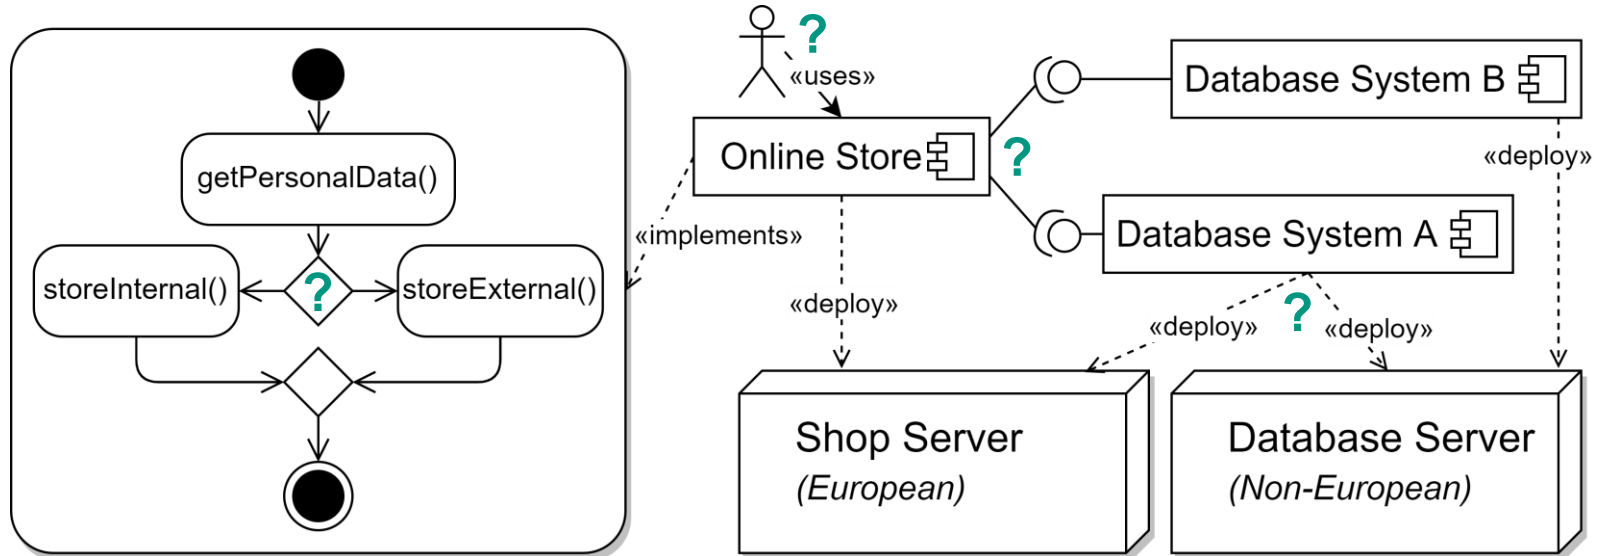 getPersonalData()
storeInternal()
?
storeExternal()
?
«uses»
Online Store
?
«implements»
«deploy»
Database System B
«deploy»
Database System A
?
«deploy»
«deploy»
Shop Server
(European)
Database Server
(Non-European)